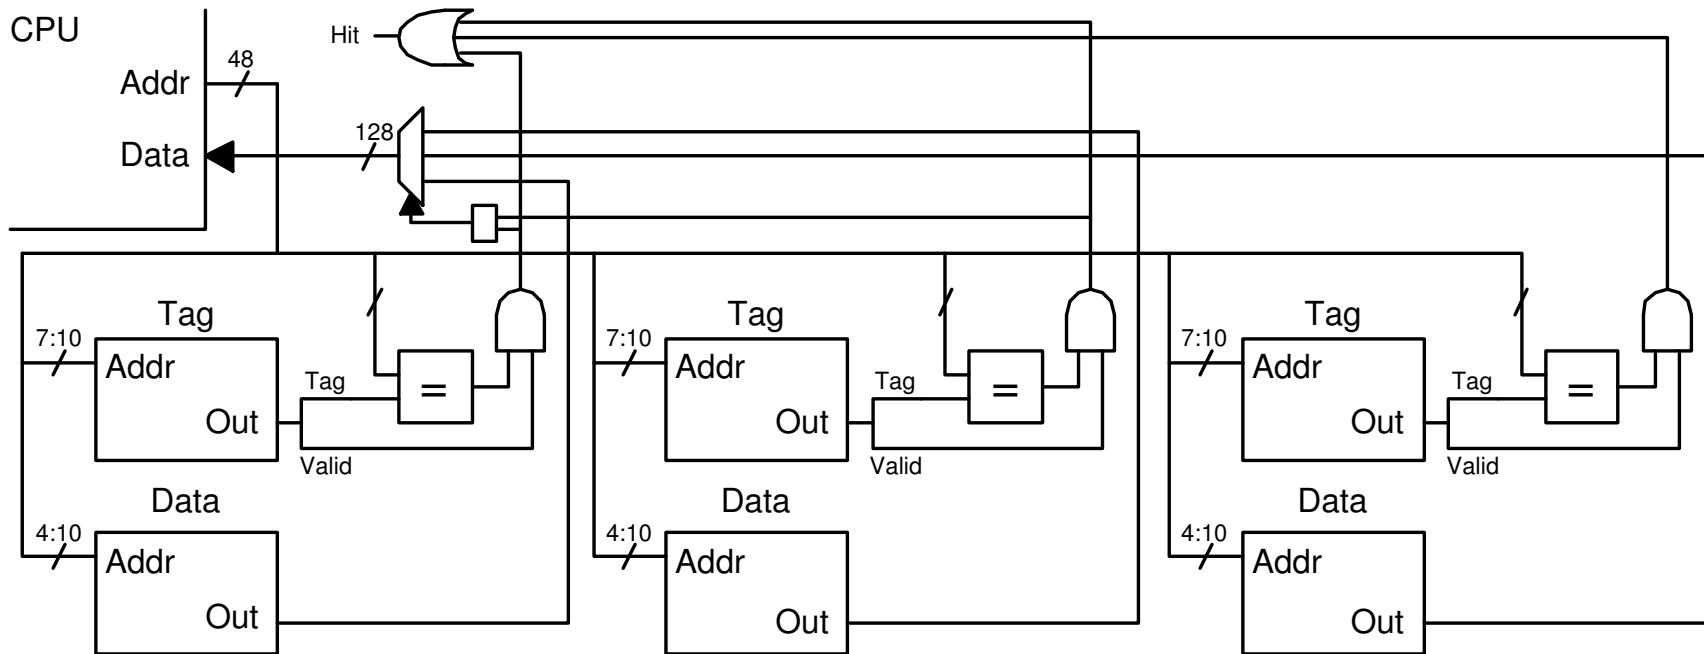 CPU
Hit
48
Addr
128
Data
Tag
Tag
Tag
7:10
7:10
7:10
Addr
Addr
Addr
Tag
Tag
Tag
=
=
=
Out
Out
Out
Valid
Valid
Valid
Data
Data
Data
4:10
4:10
4:10
Addr
Addr
Addr
Out
Out
Out